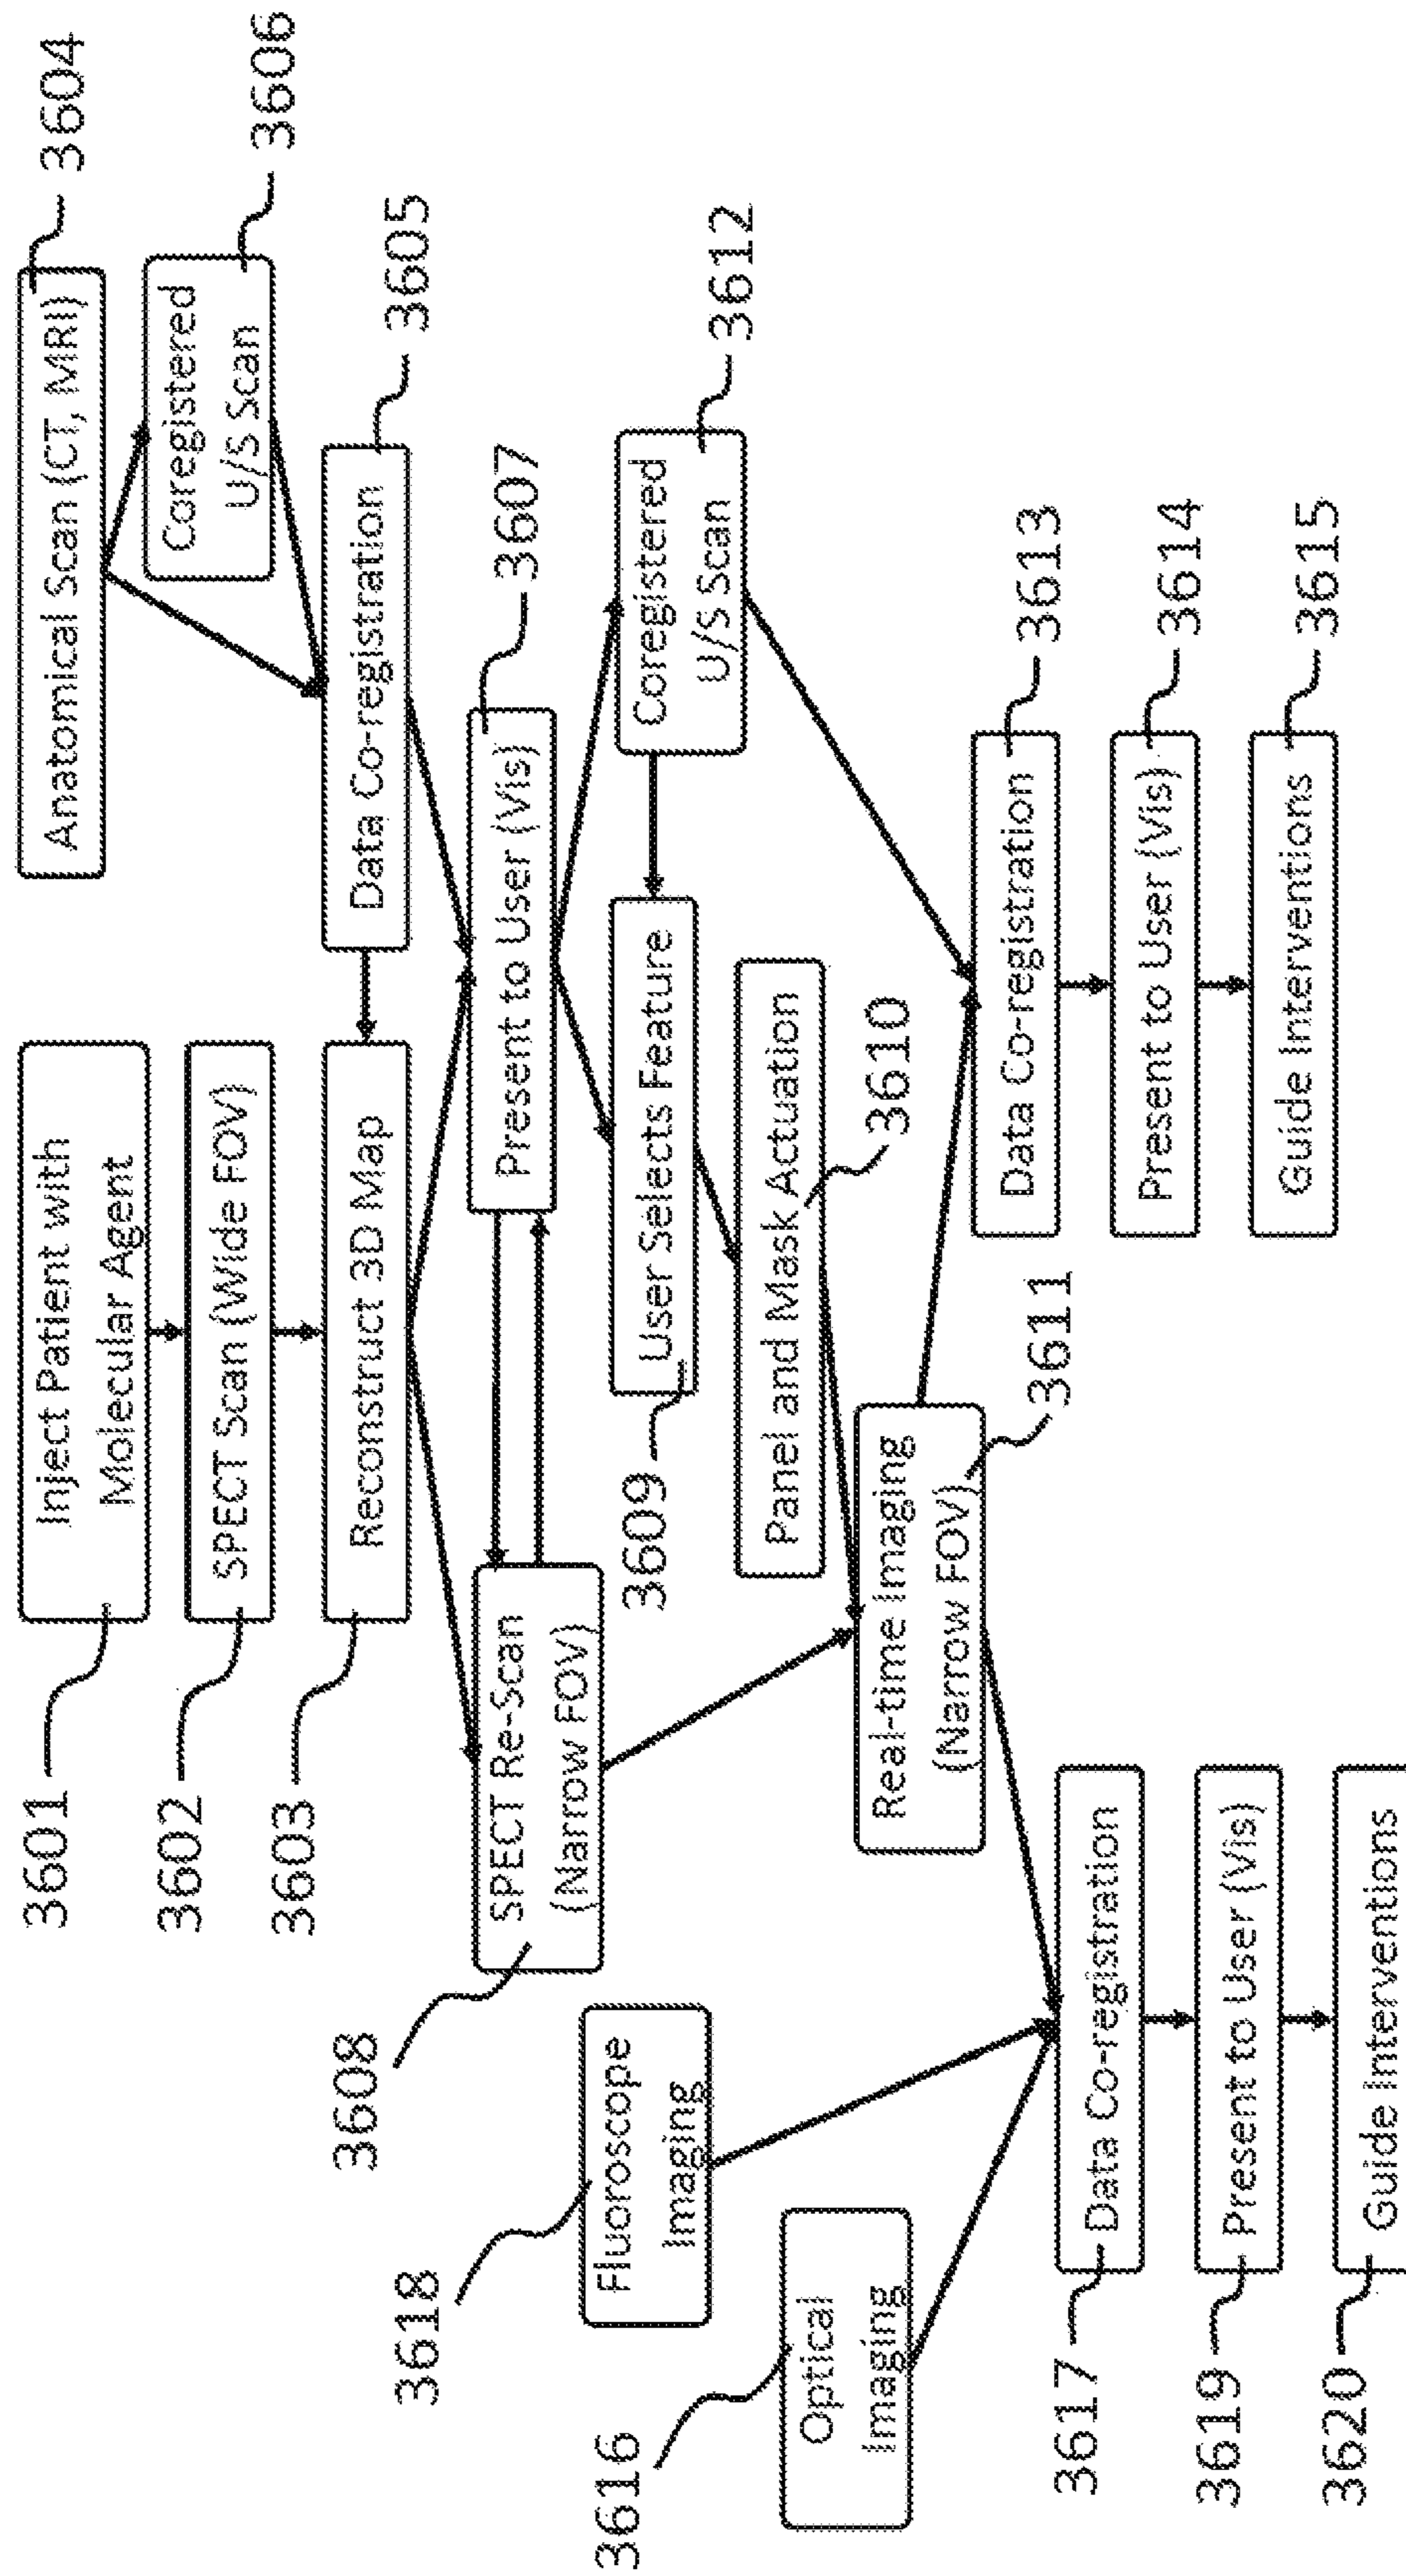 3601
Inject Patient with
Molecular Agent
3602
SPECT Scan (Wide FOV)
3603
Reconstruct 3D Map
Anatomical Scan (CT, MRI)
3604
Coregistered
U/S Scan
3606
Data Co-registration
3605
Present to User (Vis)
3607
3608
SPECT Re-Scan
(Narrow FOV)
3609
User Selects Feature
Coregistered
U/S Scan
3612
Panel and Mask Actuation
3610
Real-time Imaging
(Narrow FOV)
3611
3618
Fluoroscope
Imaging
3616
Optical
Imaging
Data Co-registration
3613
Present to User (Vis)
3614
Guide Interventions
3615
3617
Data Co-registration
3619
Present to User (Vis)
3620
Guide Interventions